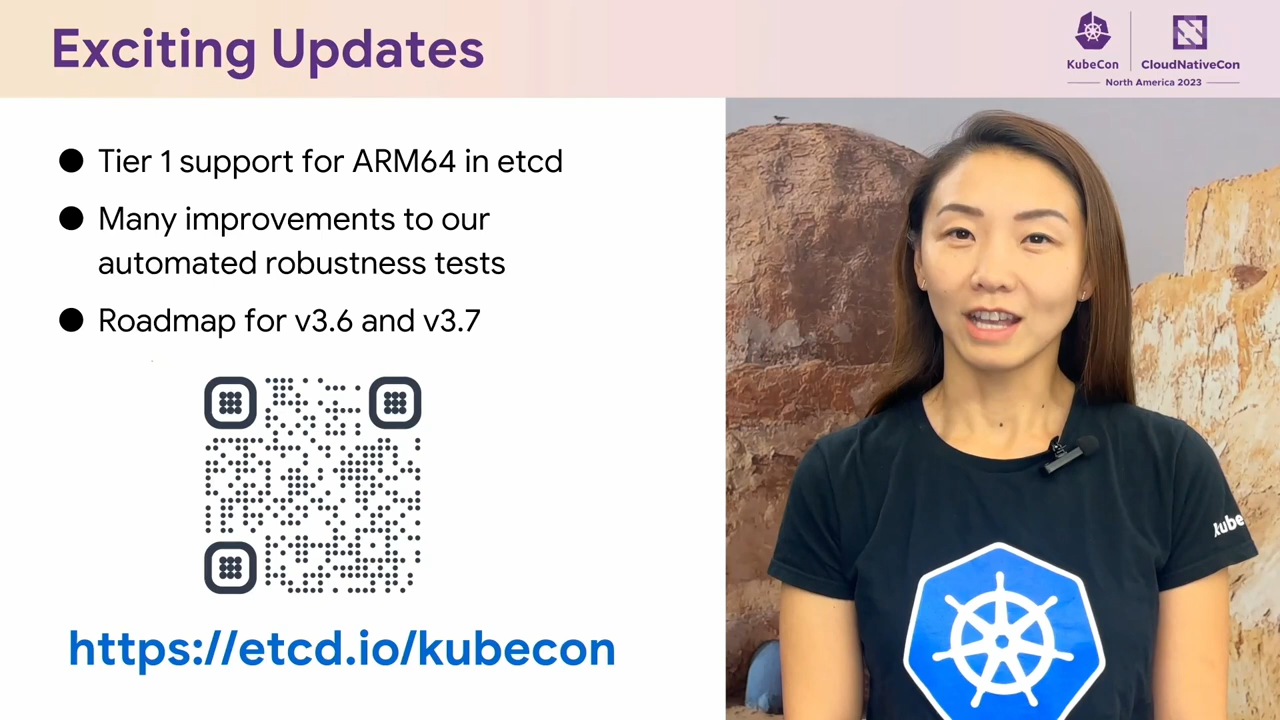 Exciting Updates
KubeCon
CloudNativeCon
North America 2023
● Tier 1 support for ARM64 in etcd
● Many improvements to our
automated robustness tests
● Roadmap for v3.6 and v3.7
https://etcd.io/kubecon
kube